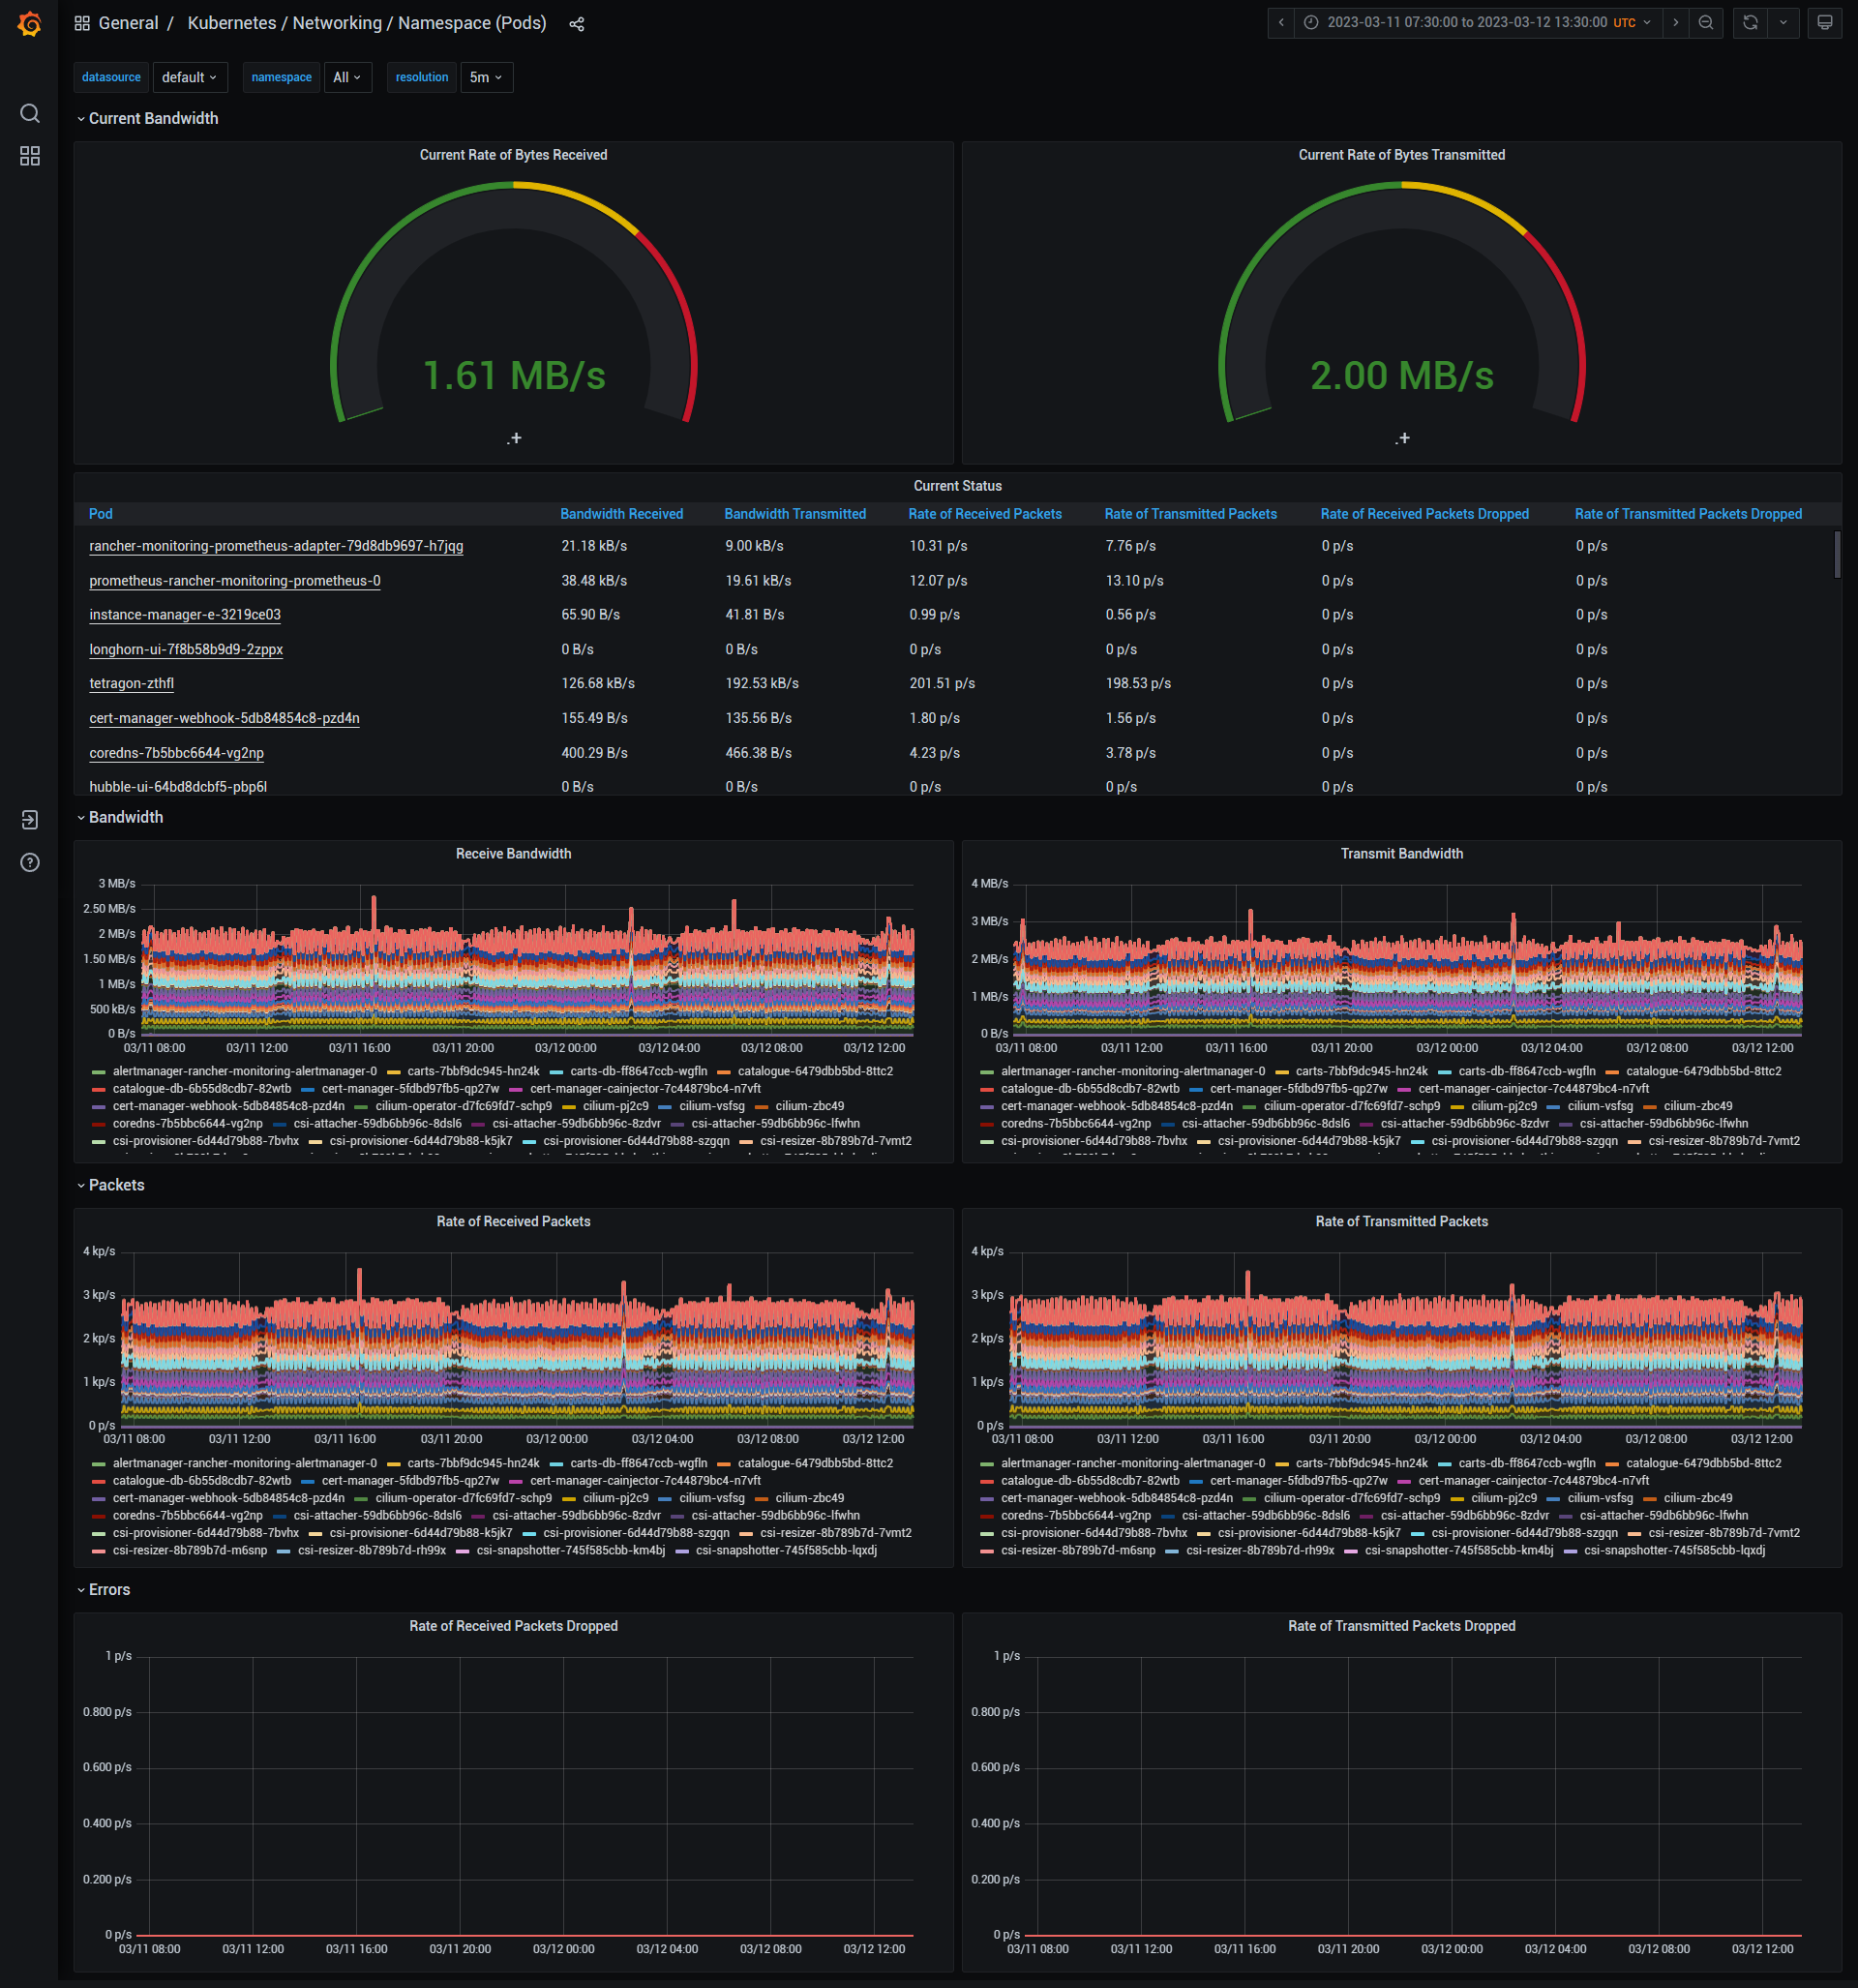 General / Kubernetes / Networking / Namespace (Pods)
2023-03-11 07:30:00 to 2023-03-12 13:30:00 UTC
datasource default namespace All resolution 5m
Current Bandwidth
Current Rate of Bytes Received
1.61 MB/s
.+
Current Rate of Bytes Transmitted
2.00 MB/s
.+
Current Status
Pod Bandwidth Received Bandwidth Transmitted Rate of Received Packets Rate of Transmitted Packets Rate of Received Packets Dropped Rate of Transmitted Packets Dropped
rancher-monitoring-prometheus-adapter-79d8db9697-h7jqg 21.18 kB/s 9.00 kB/s 10.31 p/s 7.76 p/s 0 p/s 0 p/s
prometheus-rancher-monitoring-prometheus-0 38.48 kB/s 19.61 kB/s 12.07 p/s 13.10 p/s 0 p/s 0 p/s
instance-manager-e-3219ce03 65.90 B/s 41.81 B/s 0.99 p/s 0.56 p/s 0 p/s 0 p/s
longhorn-ui-7f8b58b9d9-2zppx 0 B/s 0 B/s 0 p/s 0 p/s 0 p/s 0 p/s
tetragon-zthfl 126.68 kB/s 192.53 kB/s 201.51 p/s 198.53 p/s 0 p/s 0 p/s
cert-manager-webhook-5db84854c8-pzd4n 155.49 B/s 135.56 B/s 1.80 p/s 1.56 p/s 0 p/s 0 p/s
coredns-7b5bbc6644-vg2np 400.29 B/s 466.38 B/s 4.23 p/s 3.78 p/s 0 p/s 0 p/s
hubble-ui-64bd8dcbf5-pbp6l 0 B/s 0 B/s 0 p/s 0 p/s 0 p/s 0 p/s
Bandwidth
Receive Bandwidth
3 MB/s
2.50 MB/s
2 MB/s
1.50 MB/s
1 MB/s
500 kB/s
0 B/s
03/11 08:00 03/11 12:00 03/11 16:00 03/11 20:00 03/12 00:00 03/12 04:00 03/12 08:00 03/12 12:00
alertmanager-rancher-monitoring-alertmanager-0 carts-7bbf9dc945-hn24k carts-db-ff8647ccb-wgfln catalogue-6479dbb5bd-8ttc2
catalogue-db-6b55d8cdb7-82wtb cert-manager-5fdbd97fb5-qp27w cert-manager-cainjector-7c44879bc4-n7vft
cert-manager-webhook-5db84854c8-pzd4n cilium-operator-d7fc69fd7-schp9 cilium-pj2c9 cilium-vsfsg cilium-zbc49
coredns-7b5bbc6644-vg2np csi-attacher-59db6bb96c-8dsl6 csi-attacher-59db6bb96c-8zdvr csi-attacher-59db6bb96c-lfwhn
csi-provisioner-6d44d79b88-7bvhx csi-provisioner-6d44d79b88-k5jk7 csi-provisioner-6d44d79b88-szgqn csi-resizer-8b789b7d-7vmt2
Transmit Bandwidth
4 MB/s
3 MB/s
2 MB/s
1 MB/s
0 B/s
03/11 08:00 03/11 12:00 03/11 16:00 03/11 20:00 03/12 00:00 03/12 04:00 03/12 08:00 03/12 12:00
alertmanager-rancher-monitoring-alertmanager-0 carts-7bbf9dc945-hn24k carts-db-ff8647ccb-wgfln catalogue-6479dbb5bd-8ttc2
catalogue-db-6b55d8cdb7-82wtb cert-manager-5fdbd97fb5-qp27w cert-manager-cainjector-7c44879bc4-n7vft
cert-manager-webhook-5db84854c8-pzd4n cilium-operator-d7fc69fd7-schp9 cilium-pj2c9 cilium-vsfsg cilium-zbc49
coredns-7b5bbc6644-vg2np csi-attacher-59db6bb96c-8dsl6 csi-attacher-59db6bb96c-8zdvr csi-attacher-59db6bb96c-lfwhn
csi-provisioner-6d44d79b88-7bvhx csi-provisioner-6d44d79b88-k5jk7 csi-provisioner-6d44d79b88-szgqn csi-resizer-8b789b7d-7vmt2
Packets
Rate of Received Packets
4 kp/s
3 kp/s
2 kp/s
1 kp/s
0 p/s
03/11 08:00 03/11 12:00 03/11 16:00 03/11 20:00 03/12 00:00 03/12 04:00 03/12 08:00 03/12 12:00
alertmanager-rancher-monitoring-alertmanager-0 carts-7bbf9dc945-hn24k carts-db-ff8647ccb-wgfln catalogue-6479dbb5bd-8ttc2
catalogue-db-6b55d8cdb7-82wtb cert-manager-5fdbd97fb5-qp27w cert-manager-cainjector-7c44879bc4-n7vft
cert-manager-webhook-5db84854c8-pzd4n cilium-operator-d7fc69fd7-schp9 cilium-pj2c9 cilium-vsfsg cilium-zbc49
coredns-7b5bbc6644-vg2np csi-attacher-59db6bb96c-8dsl6 csi-attacher-59db6bb96c-8zdvr csi-attacher-59db6bb96c-lfwhn
csi-provisioner-6d44d79b88-7bvhx csi-provisioner-6d44d79b88-k5jk7 csi-provisioner-6d44d79b88-szgqn csi-resizer-8b789b7d-7vmt2
csi-resizer-8b789b7d-m6snp csi-resizer-8b789b7d-rh99x csi-snapshotter-745f585cbb-km4bj csi-snapshotter-745f585cbb-lqxdj
Rate of Transmitted Packets
4 kp/s
3 kp/s
2 kp/s
1 kp/s
0 p/s
03/11 08:00 03/11 12:00 03/11 16:00 03/11 20:00 03/12 00:00 03/12 04:00 03/12 08:00 03/12 12:00
alertmanager-rancher-monitoring-alertmanager-0 carts-7bbf9dc945-hn24k carts-db-ff8647ccb-wgfln catalogue-6479dbb5bd-8ttc2
catalogue-db-6b55d8cdb7-82wtb cert-manager-5fdbd97fb5-qp27w cert-manager-cainjector-7c44879bc4-n7vft
cert-manager-webhook-5db84854c8-pzd4n cilium-operator-d7fc69fd7-schp9 cilium-pj2c9 cilium-vsfsg cilium-zbc49
coredns-7b5bbc6644-vg2np csi-attacher-59db6bb96c-8dsl6 csi-attacher-59db6bb96c-8zdvr csi-attacher-59db6bb96c-lfwhn
csi-provisioner-6d44d79b88-7bvhx csi-provisioner-6d44d79b88-k5jk7 csi-provisioner-6d44d79b88-szgqn csi-resizer-8b789b7d-7vmt2
csi-resizer-8b789b7d-m6snp csi-resizer-8b789b7d-rh99x csi-snapshotter-745f585cbb-km4bj csi-snapshotter-745f585cbb-lqxdj
Errors
Rate of Received Packets Dropped
1 p/s
0.800 p/s
0.600 p/s
0.400 p/s
0.200 p/s
0 p/s
03/11 08:00 03/11 12:00 03/11 16:00 03/11 20:00 03/12 00:00 03/12 04:00 03/12 08:00 03/12 12:00
Rate of Transmitted Packets Dropped
1 p/s
0.800 p/s
0.600 p/s
0.400 p/s
0.200 p/s
0 p/s
03/11 08:00 03/11 12:00 03/11 16:00 03/11 20:00 03/12 00:00 03/12 04:00 03/12 08:00 03/12 12:00